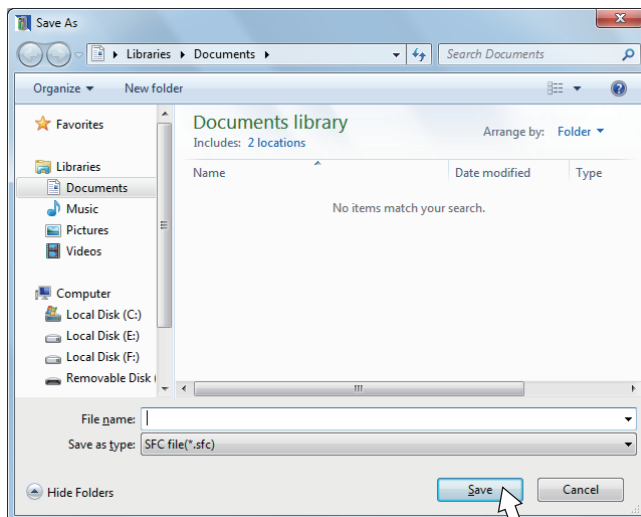 Save As
Libraries Documents Search Documents
Organize New folder
Favorites
Libraries
Documents
Music
Pictures
Videos
Computer
Local Disk (C:)
Local Disk (E:)
Local Disk (F:)
Removable Disk (
Documents library
Includes: 2 locations
Arrange by: Folder
Name Date modified Type
No items match your search.
File name:
Save as type: SFC file(*.sfc)
Hide Folders Save Cancel